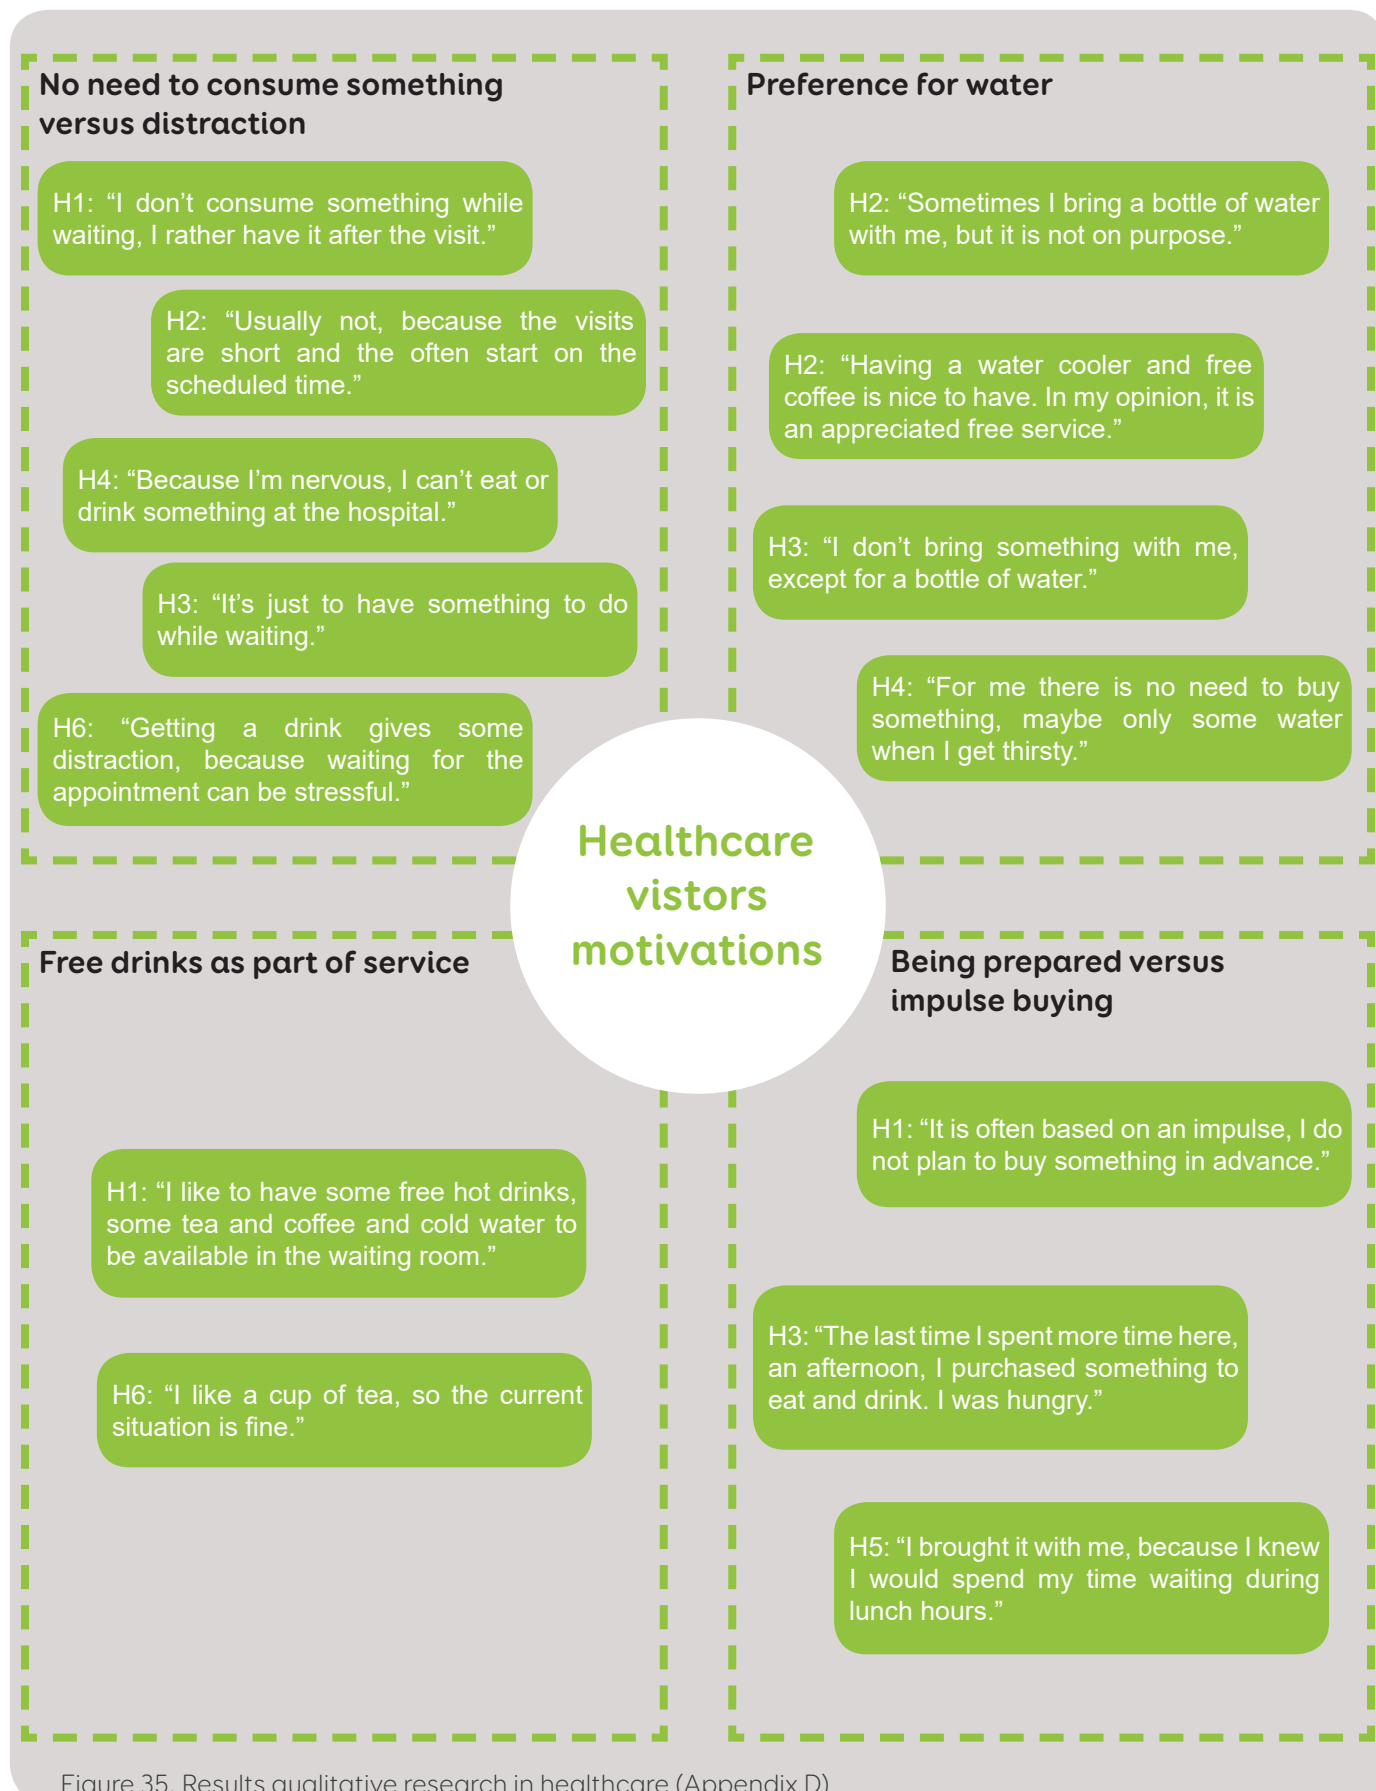 No need to consume something
versus distraction
H1: “I don’t consume something while
waiting, I rather have it after the visit.”
H2: “Usually not, because the visits
are short and the often start on the
scheduled time.”
H4: “Because I’m nervous, I can’t eat or
drink something at the hospital.”
H3: “It’s just to have something to do
while waiting.”
H6: “Getting a drink gives some
distraction, because waiting for the
appointment can be stressful.”
Preference for water
H2: “Sometimes I bring a bottle of water
with me, but it is not on purpose.”
H2: “Having a water cooler and free
coffee is nice to have. In my opinion, it is
an appreciated free service.”
H3: “I don’t bring something with me,
except for a bottle of water.”
H4: “For me there is no need to buy
something, maybe only some water
when I get thirsty.”
Healthcare
vistors
motivations
Free drinks as part of service
H1: “I like to have some free hot drinks,
some tea and coffee and cold water to
be available in the waiting room.”
H6: “I like a cup of tea, so the current
situation is fine.”
Being prepared versus
impulse buying
H1: “It is often based on an impulse, I do
not plan to buy something in advance.”
H3: “The last time I spent more time here,
an afternoon, I purchased something to
eat and drink. I was hungry.”
H5: “I brought it with me, because I knew
I would spend my time waiting during
lunch hours.”
Figure 35. Results qualitative research in healthcare (Appendix D)